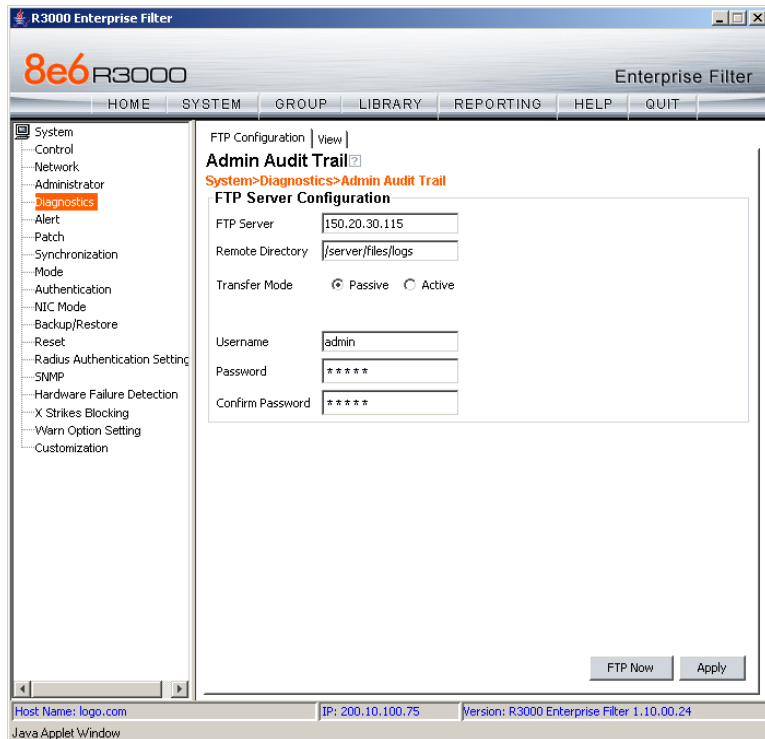 R3000 Enterprise Filter
8e6 R3000
Enterprise Filter
HOME SYSTEM GROUP LIBRARY REPORTING HELP QUIT
System
Control
Network
Administrator
Diagnostics
Alert
Patch
Synchronization
Mode
Authentication
NIC Mode
Backup/Restore
Reset
Radius Authentication Setting
SNMP
Hardware Failure Detection
X Strikes Blocking
Warn Option Setting
Customization
FTP Configuration View
Admin Audit Trail ?
System>Diagnostics>Admin Audit Trail
FTP Server Configuration
FTP Server 150.20.30.115
Remote Directory /server/files/logs
Transfer Mode Passive Active
Username admin
Password *****
Confirm Password *****
FTP Now Apply
Host Name: logo.com IP: 200.10.100.75 Version: R3000 Enterprise Filter 1.10.00.24
Java Applet Window